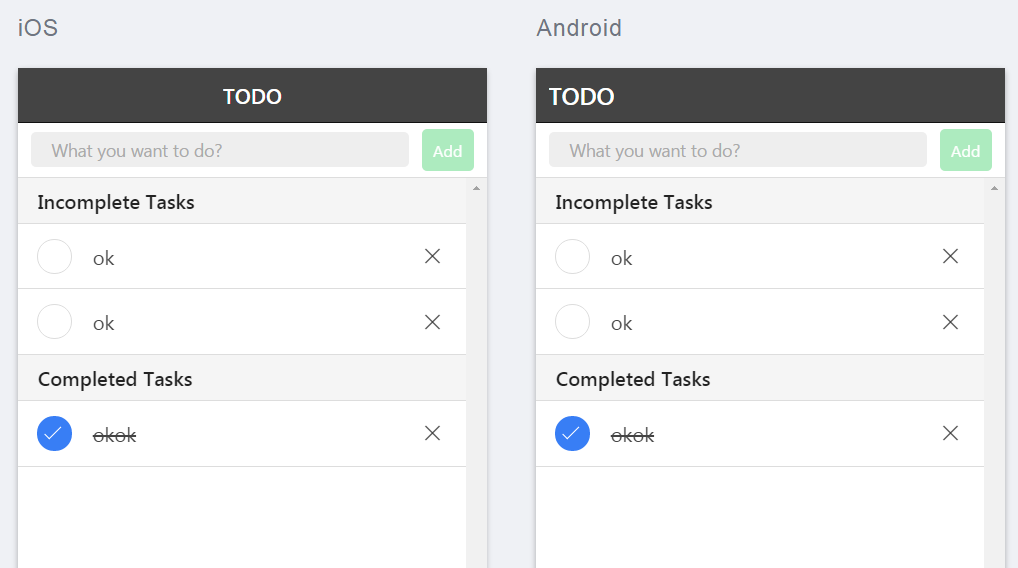 iOS
TODO
What you want to do?
Add
Incomplete Tasks
ok
ok
Completed Tasks
okok
Android
TODO
What you want to do?
Add
Incomplete Tasks
ok
ok
Completed Tasks
okok